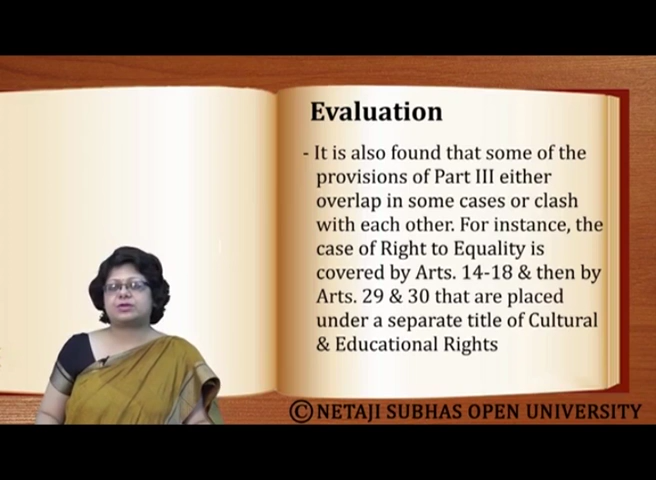 Evaluation
- It is also found that some of the
provisions of Part III either
overlap in some cases or clash
with each other. For instance, the
case of Right to Equality is
covered by Arts. 14-18 & then by
Arts. 29 & 30 that are placed
under a separate title of Cultural
& Educational Rights
© NETAJI SUBHAS OPEN UNIVERSITY